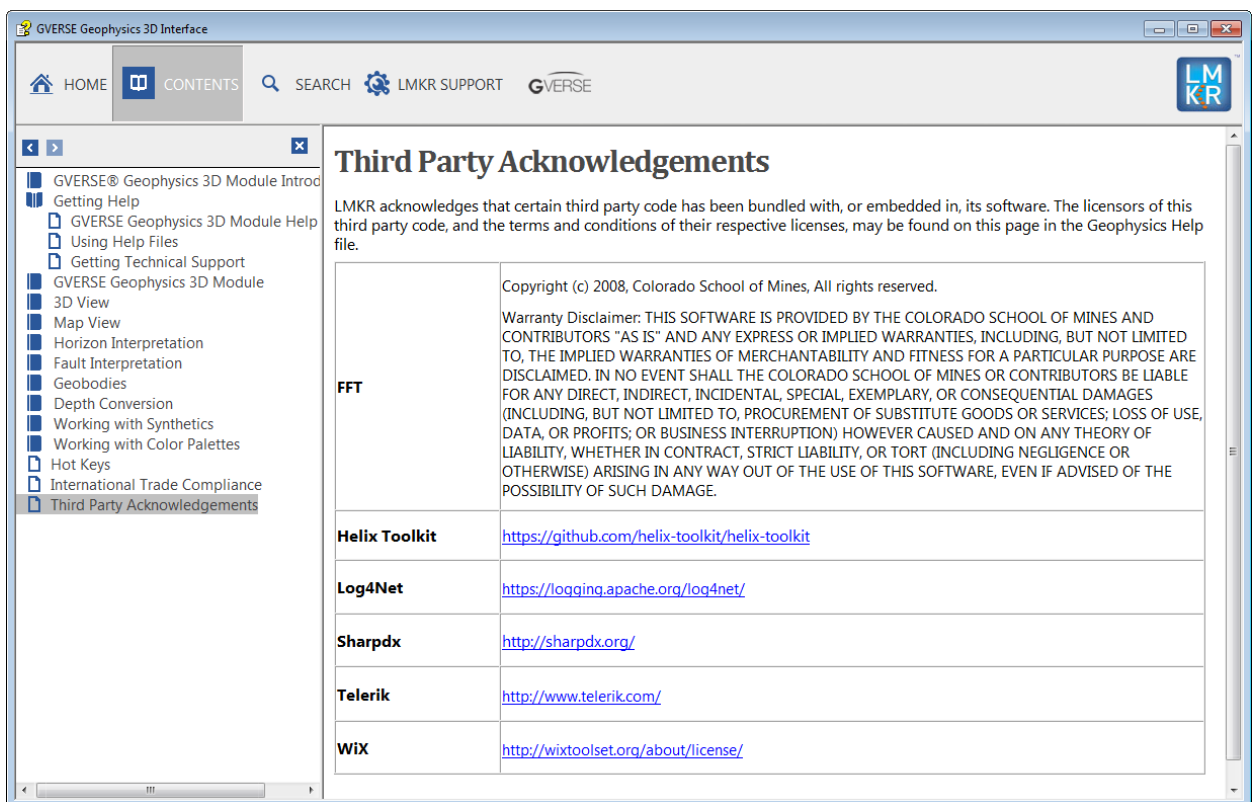 GVERSE Geophysics 3D Interface
HOME
CONTENTS
SEARCH
LMKR SUPPORT
GVERSE
LM
KR
GVERSE® Geophysics 3D Module Introd
Getting Help
GVERSE Geophysics 3D Module Help
Using Help Files
Getting Technical Support
GVERSE Geophysics 3D Module
3D View
Map View
Horizon Interpretation
Fault Interpretation
Geobodies
Depth Conversion
Working with Synthetics
Working with Color Palettes
Hot Keys
International Trade Compliance
Third Party Acknowledgements
Third Party Acknowledgements
LMKR acknowledges that certain third party code has been bundled with, or embedded in, its software. The licensors of this
third party code, and the terms and conditions of their respective licenses, may be found on this page in the Geophysics Help
file.
FFT
Copyright (c) 2008, Colorado School of Mines, All rights reserved.
Warranty Disclaimer: THIS SOFTWARE IS PROVIDED BY THE COLORADO SCHOOL OF MINES AND
CONTRIBUTORS "AS IS" AND ANY EXPRESS OR IMPLIED WARRANTIES, INCLUDING, BUT NOT LIMITED
TO, THE IMPLIED WARRANTIES OF MERCHANTABILITY AND FITNESS FOR A PARTICULAR PURPOSE ARE
DISCLAIMED. IN NO EVENT SHALL THE COLORADO SCHOOL OF MINES OR CONTRIBUTORS BE LIABLE
FOR ANY DIRECT, INDIRECT, INCIDENTAL, SPECIAL, EXEMPLARY, OR CONSEQUENTIAL DAMAGES
(INCLUDING, BUT NOT LIMITED TO, PROCUREMENT OF SUBSTITUTE GOODS OR SERVICES; LOSS OF USE,
DATA, OR PROFITS; OR BUSINESS INTERRUPTION) HOWEVER CAUSED AND ON ANY THEORY OF
LIABILITY, WHETHER IN CONTRACT, STRICT LIABILITY, OR TORT (INCLUDING NEGLIGENCE OR
OTHERWISE) ARISING IN ANY WAY OUT OF THE USE OF THIS SOFTWARE, EVEN IF ADVISED OF THE
POSSIBILITY OF SUCH DAMAGE.
Helix Toolkit
https://github.com/helix-toolkit/helix-toolkit
Log4Net
https://logging.apache.org/log4net/
Sharpdx
http://sharpdx.org/
Telerik
http://www.telerik.com/
WiX
http://wixtoolset.org/about/license/